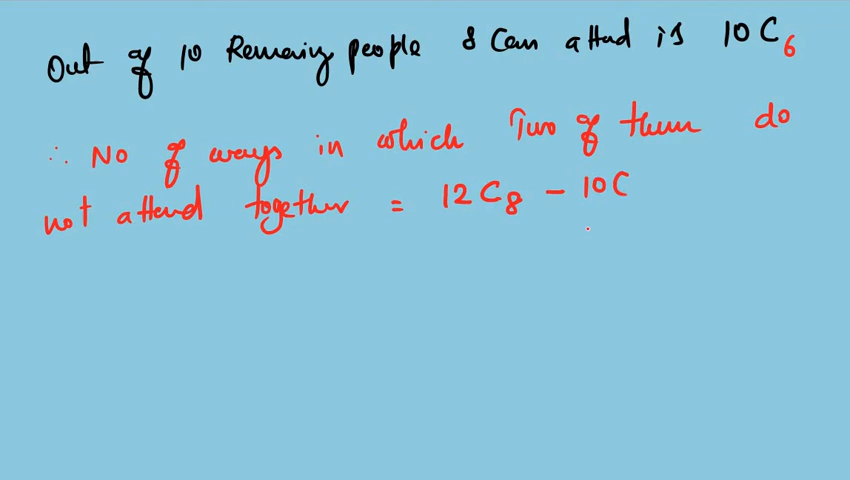 Out of 10 Remaing people 8 Can attend is 10C6
∴ No of ways in which Two of them do
not attend together = 12C8 - 10C